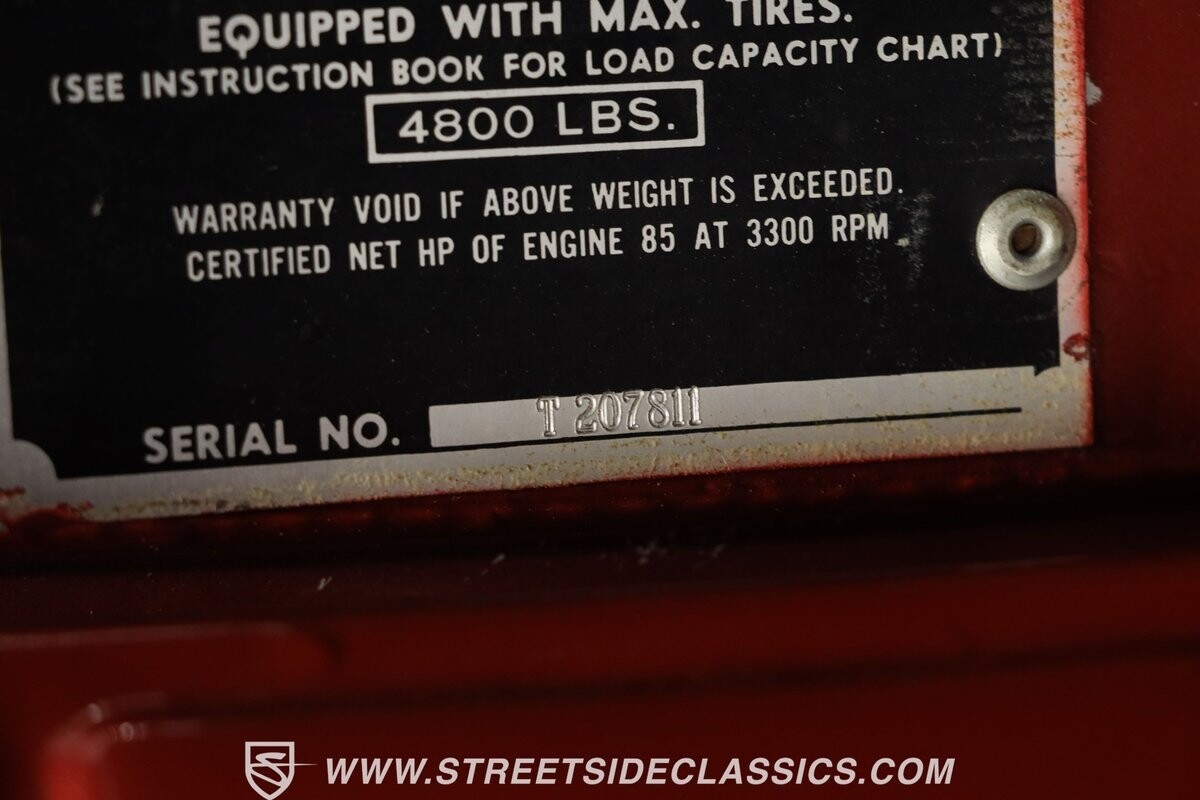 EQUIPPED WITH MAX. TIRES.
(SEE INSTRUCTION BOOK FOR LOAD CAPACITY CHART)
4800 LBS.
WARRANTY VOID IF ABOVE WEIGHT IS EXCEEDED.
CERTIFIED NET HP OF ENGINE 85 AT 3300 RPM
SERIAL NO. T 207811
WWW.STREETSIDECLASSICS.COM